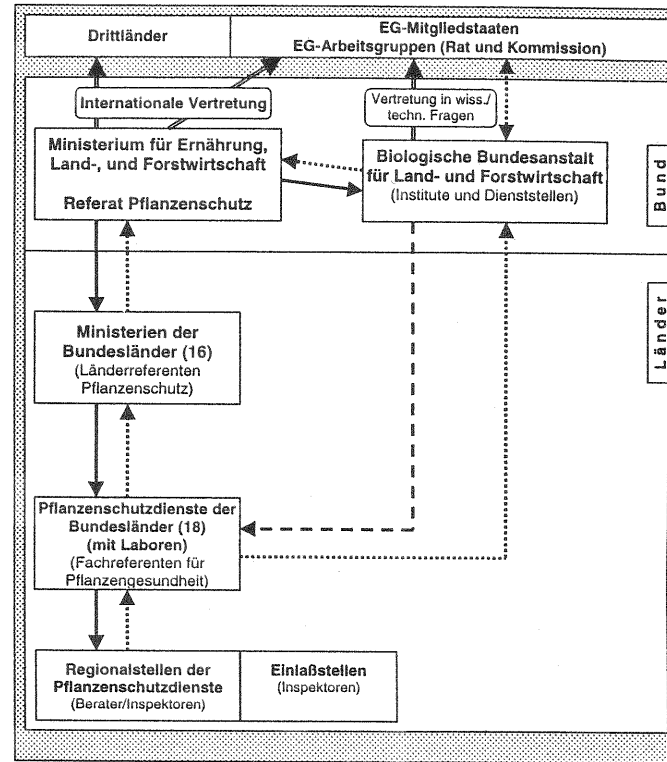 Drittländer
EG-Mitgliedstaaten
EG-Arbeitsgruppen (Rat und Kommission)
Internationale Vertretung
Vertretung in wiss./
techn. Fragen
Ministerium für Ernährung,
Land-, und Forstwirtschaft
Referat Pflanzenschutz
Biologische Bundesanstalt
für Land- und Forstwirtschaft
(Institute und Dienststellen)
Bund
Ministerien der
Bundesländer (16)
(Länderreferenten
Pflanzenschutz)
Länder
Pflanzenschutzdienste der
Bundesländer (18)
(mit Laboren)
(Fachreferenten für
Pflanzengesundheit)
Regionalstellen der
Pflanzenschutzdienste
(Berater/Inspektoren)
Einlaßstellen
(Inspektoren)